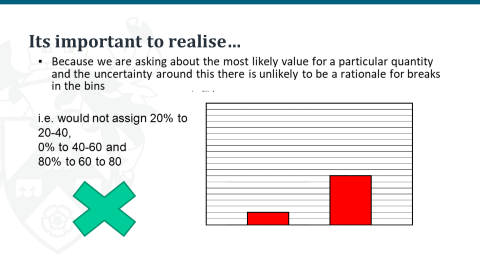 Its important to realise…
▪ Because we are asking about the most likely value for a particular quantity
and the uncertainty around this there is unlikely to be a rationale for breaks
in the bins
i.e. would not assign 20% to
20-40,
0% to 40-60 and
80% to 60 to 80